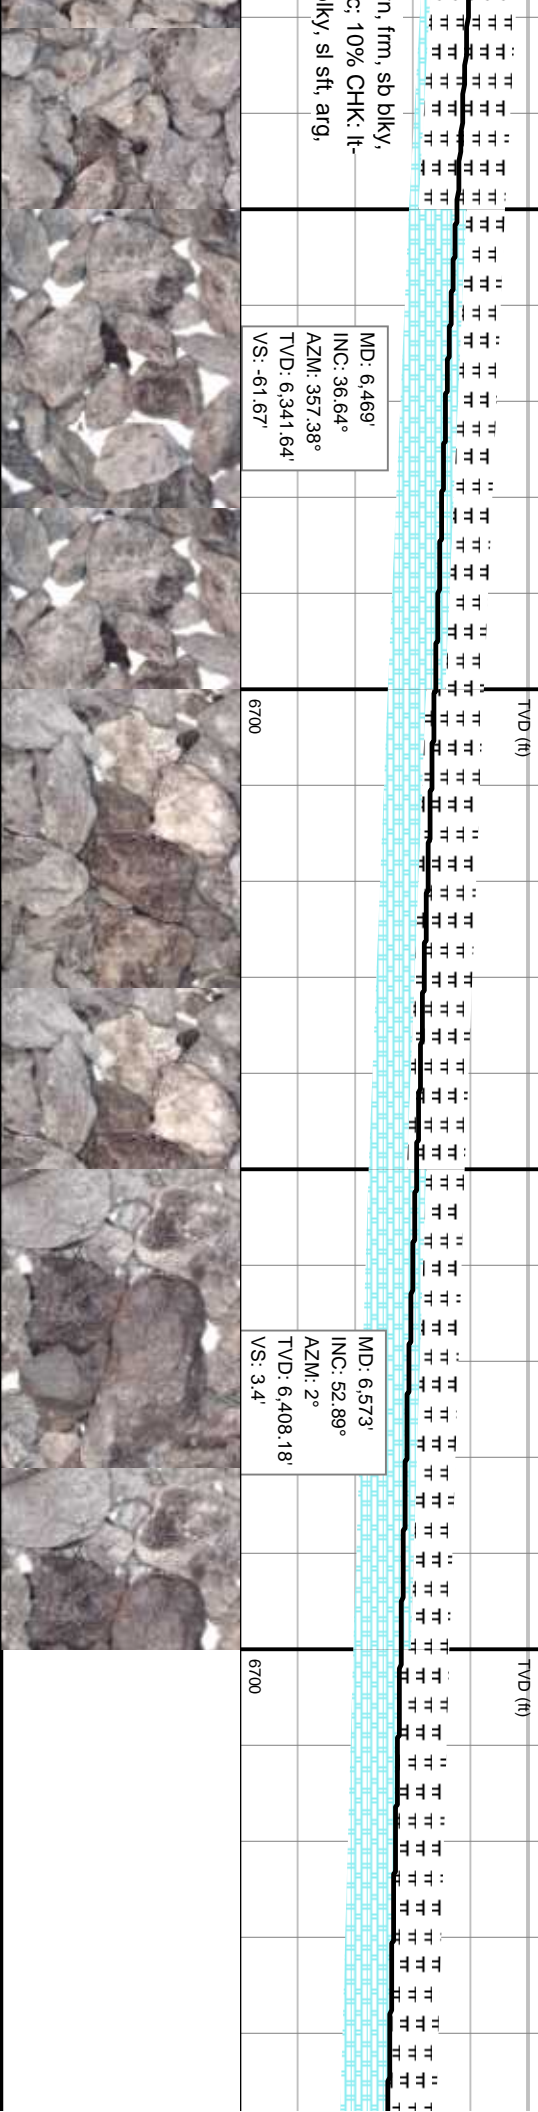 n, frm, sb blky,
c; 10% CHK: lt-
lky, sl sft, arg,
MD: 6,469'
INC: 36.64°
AZM: 357.38°
TVD: 6,341.64'
VS: -61.67'
TVD (ft)
6700
MD: 6,573'
INC: 52.89°
AZM: 2°
TVD: 6,408.18'
VS: 3.4'
TVD (ft)
6700